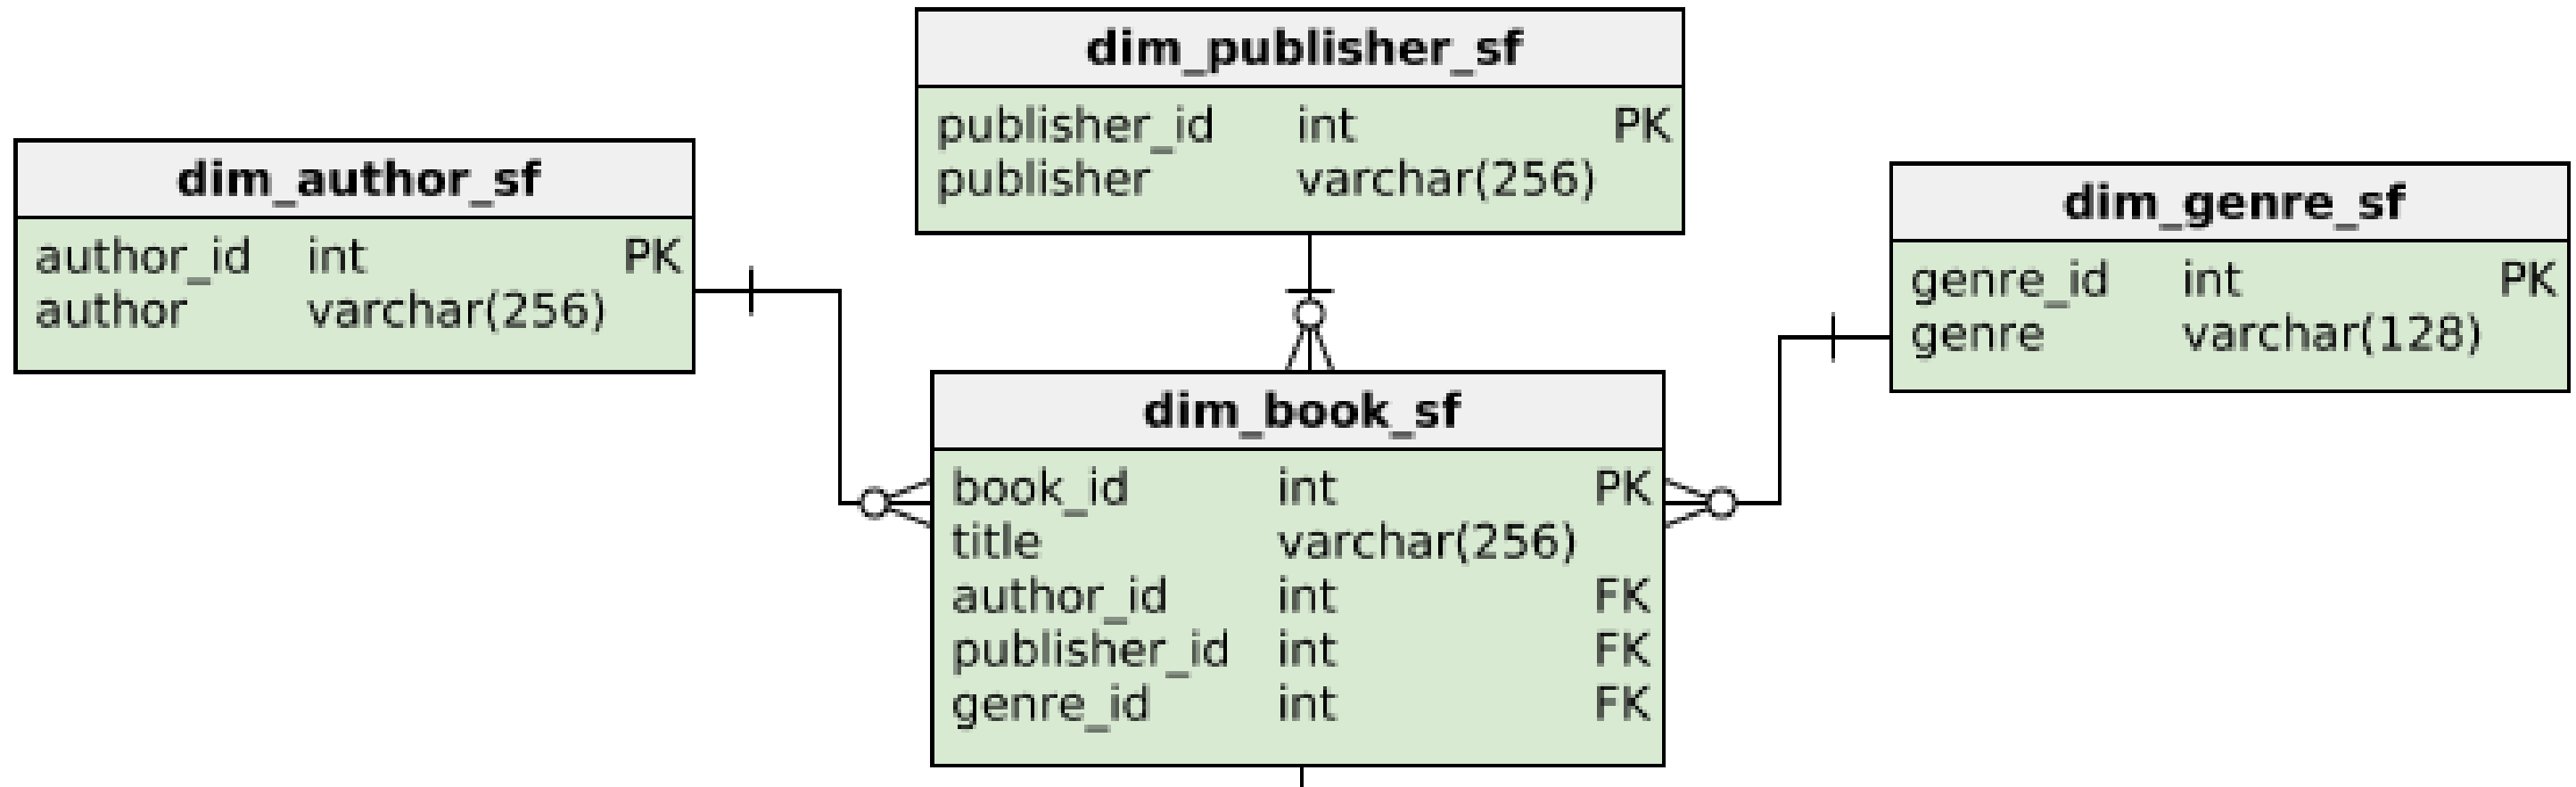 dim_publisher_sf
publisher_id int PK
publisher varchar(256)
dim_author_sf
author_id int PK
author varchar(256)
dim_genre_sf
genre_id int PK
genre varchar(128)
dim_book_sf
book_id int PK
title varchar(256)
author_id int FK
publisher_id int FK
genre_id int FK